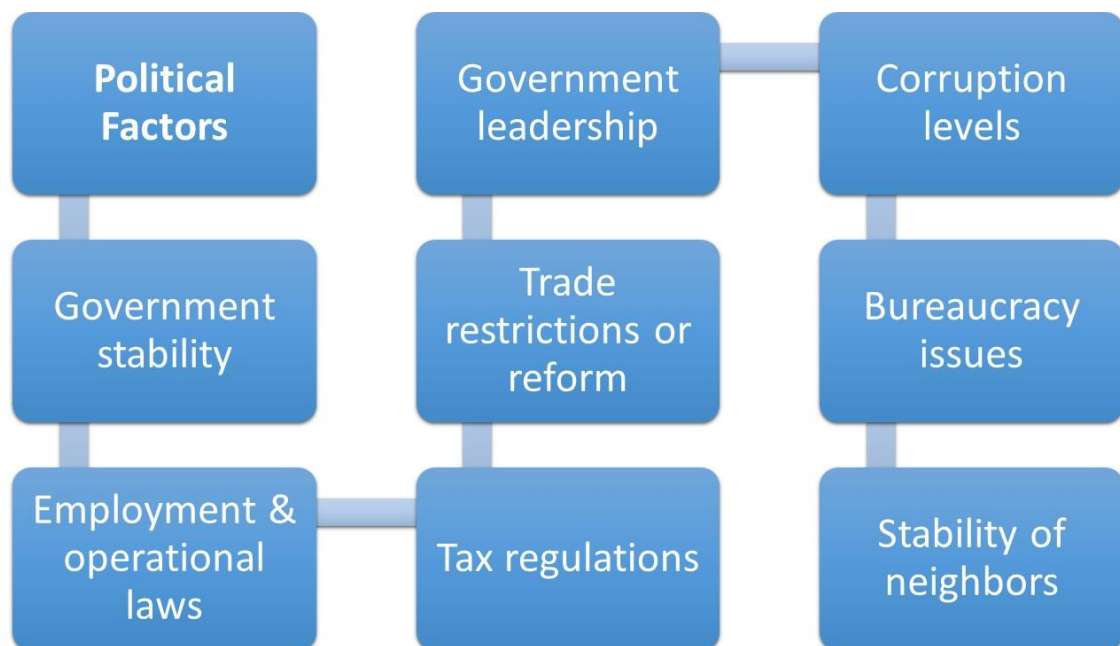 Political
Factors
Government
stability
Employment &
operational
laws
Tax regulations
Trade
restrictions or
reform
Government
leadership
Corruption
levels
Bureaucracy
issues
Stability of
neighbors